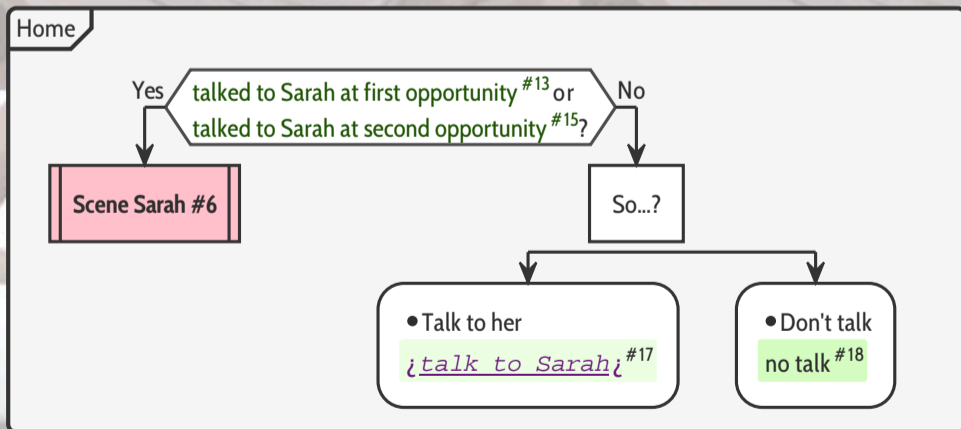 Home
Yes
talked to Sarah at first opportunity #13 or
talked to Sarah at second opportunity #15?
No
Scene Sarah #6
So...?
•Talk to her
¿talk to Sarah¿ #17
•Don't talk
no talk #18